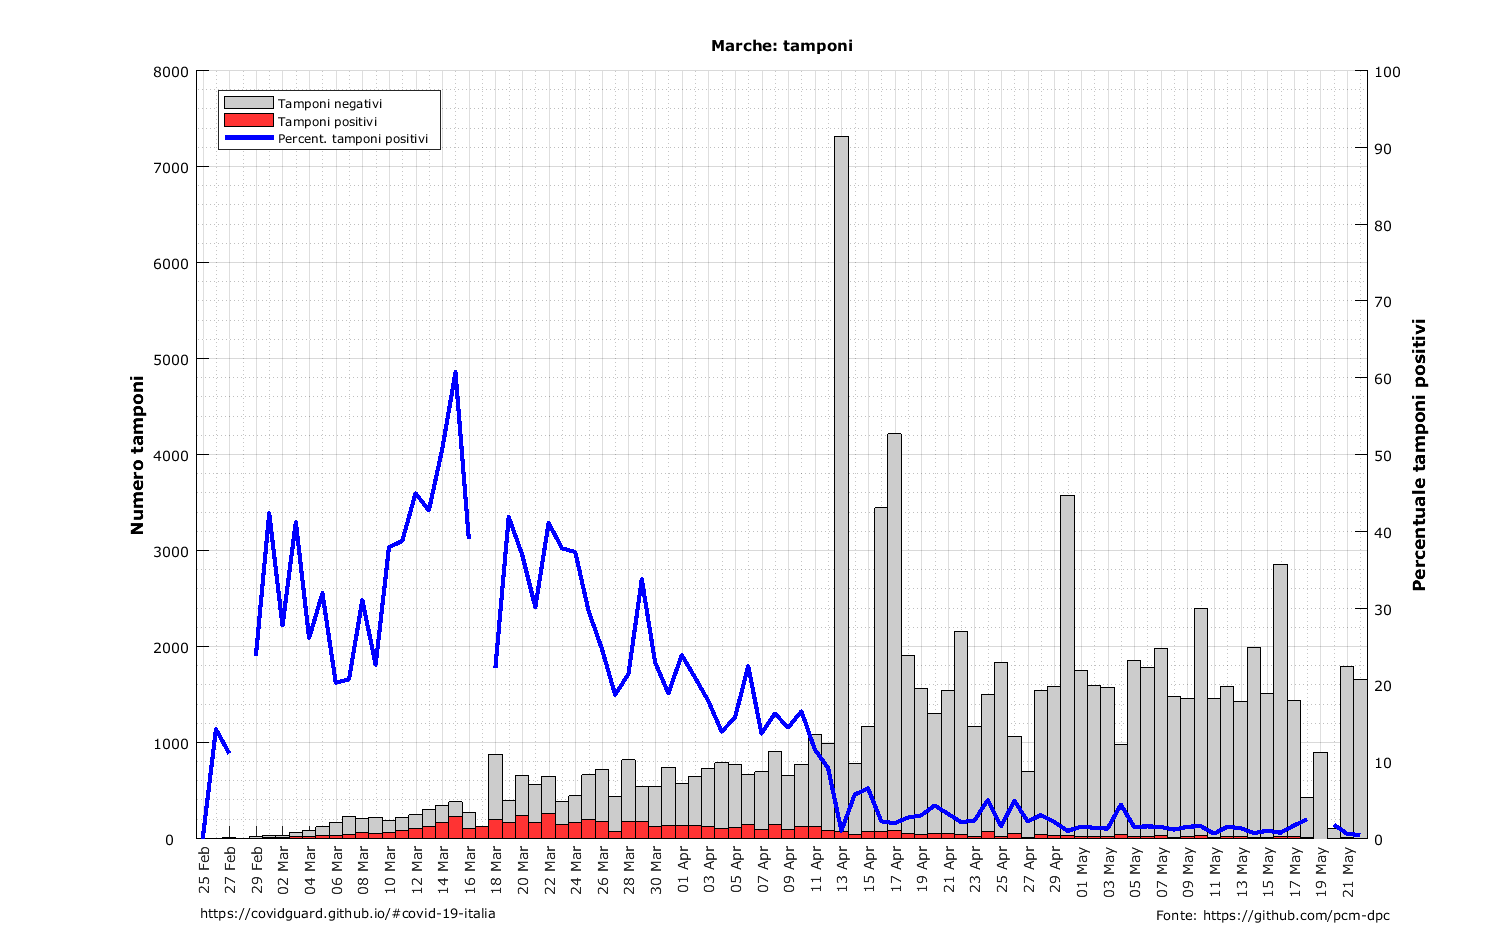 Marche: tamponi
Tamponi negativi
Tamponi positivi
Percent. tamponi positivi
Numero tamponi
8000
7000
6000
5000
4000
3000
2000
1000
0
Percentuale tamponi positivi
100
90
80
70
60
50
40
30
20
10
0
25 Feb
27 Feb
29 Feb
02 Mar
04 Mar
06 Mar
08 Mar
10 Mar
12 Mar
14 Mar
16 Mar
18 Mar
20 Mar
22 Mar
24 Mar
26 Mar
28 Mar
30 Mar
01 Apr
03 Apr
05 Apr
07 Apr
09 Apr
11 Apr
13 Apr
15 Apr
17 Apr
19 Apr
21 Apr
23 Apr
25 Apr
27 Apr
29 Apr
01 May
03 May
05 May
07 May
09 May
11 May
13 May
15 May
17 May
19 May
21 May
https://covidguard.github.io/#covid-19-italia
Fonte: https://github.com/pcm-dpc